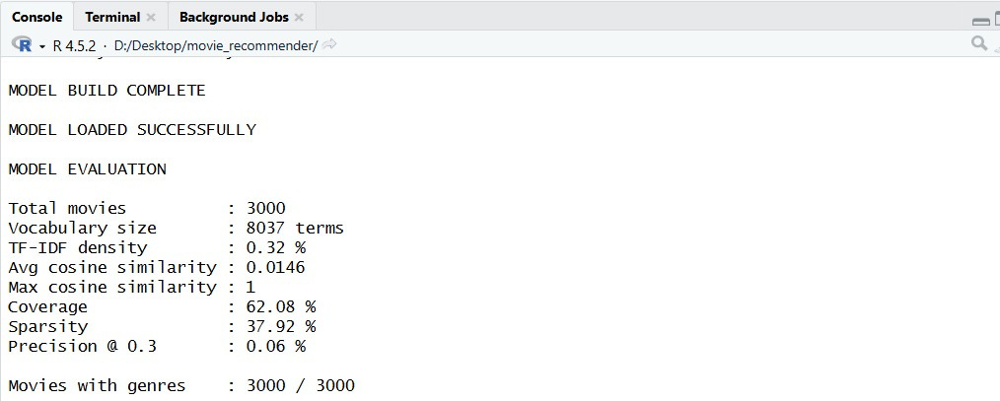 Console Terminal Background Jobs
R 4.5.2 · D:/Desktop/movie_recommender/
MODEL BUILD COMPLETE
MODEL LOADED SUCCESSFULLY
MODEL EVALUATION
Total movies : 3000
Vocabulary size : 8037 terms
TF-IDF density : 0.32 %
Avg cosine similarity : 0.0146
Max cosine similarity : 1
Coverage : 62.08 %
Sparsity : 37.92 %
Precision @ 0.3 : 0.06 %
Movies with genres : 3000 / 3000